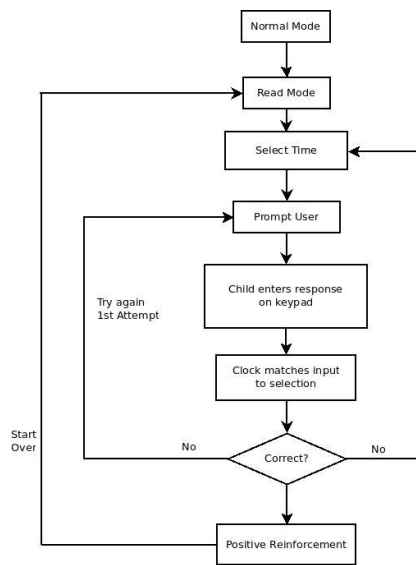 Normal Mode
Read Mode
Select Time
Prompt User
Child enters response
on keypad
Try again
1st Attempt
Clock matches input
to selection
Start
Over
No
Correct?
No
Positive Reinforcement